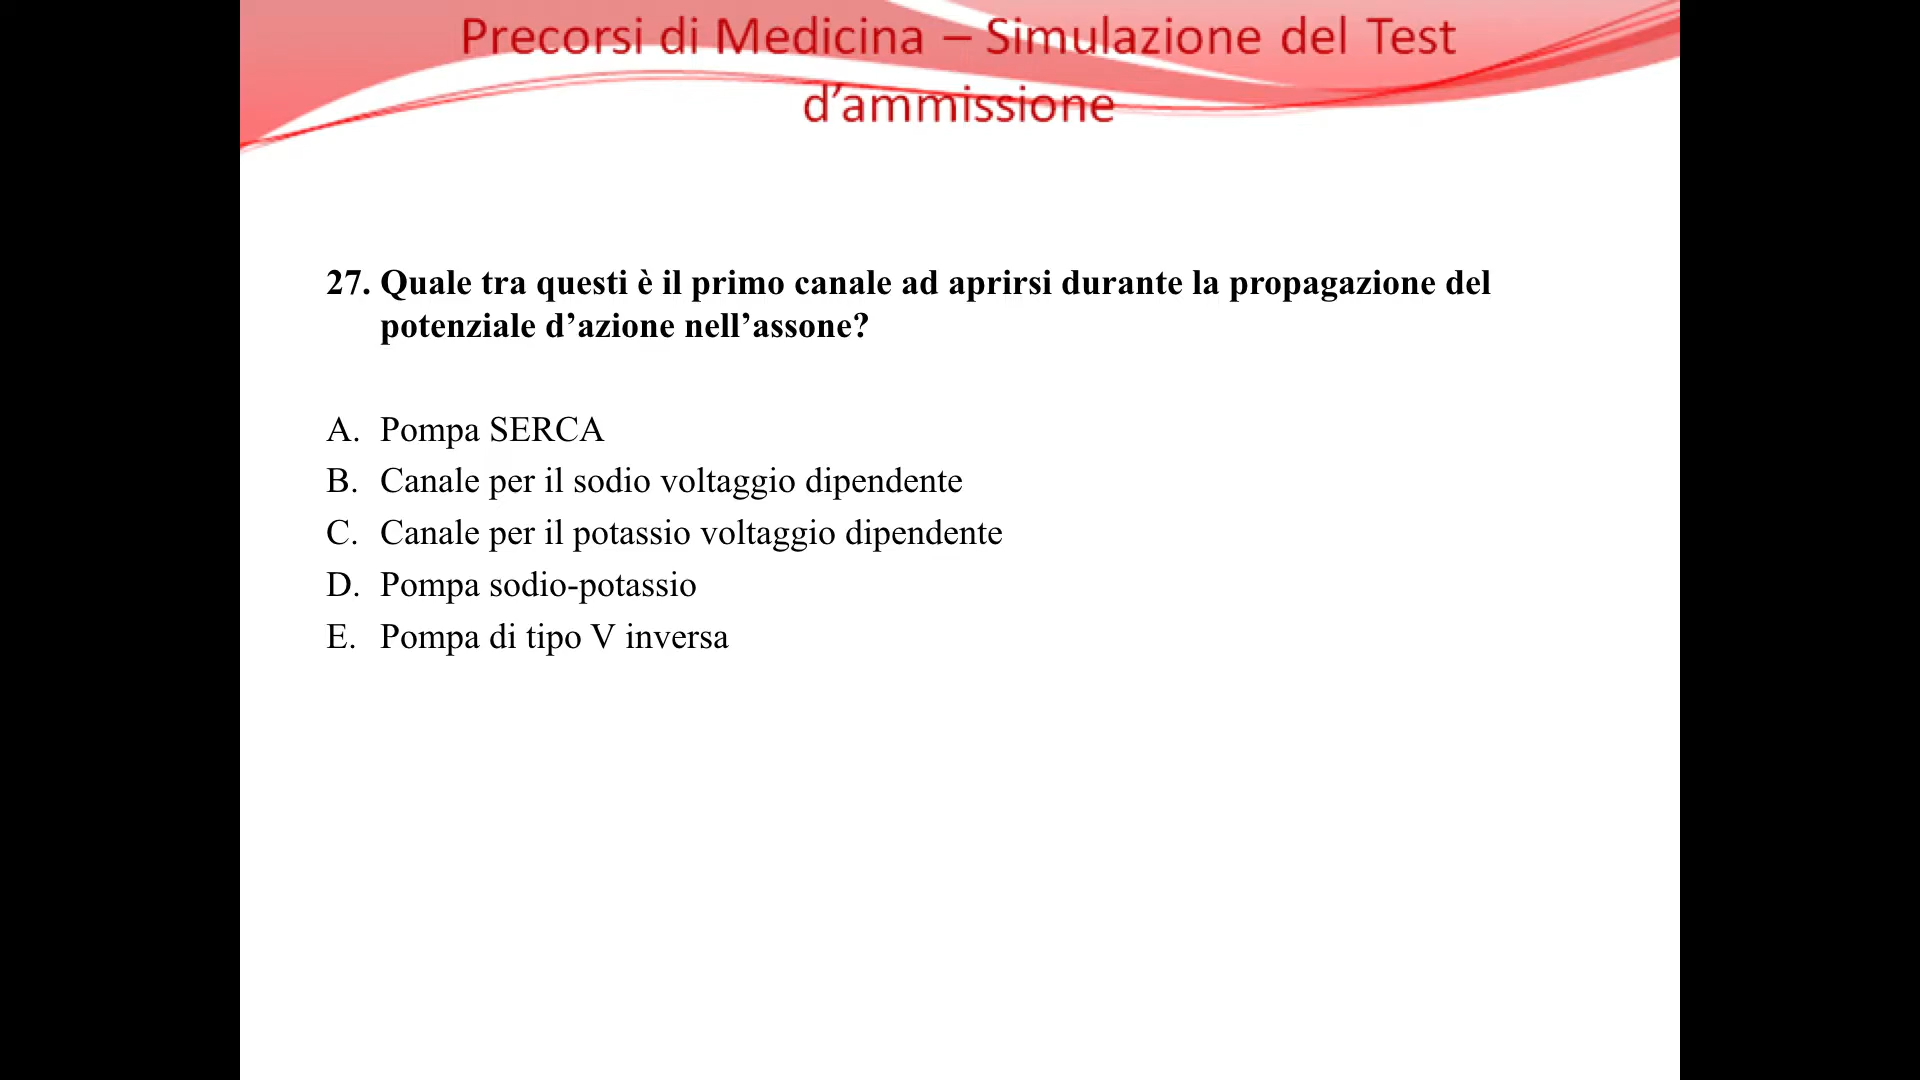 Precorsi di Medicina – Simulazione del Test
d’ammissione
27. Quale tra questi è il primo canale ad aprirsi durante la propagazione del
potenziale d’azione nell’assone?
A. Pompa SERCA
B. Canale per il sodio voltaggio dipendente
C. Canale per il potassio voltaggio dipendente
D. Pompa sodio-potassio
E. Pompa di tipo V inversa